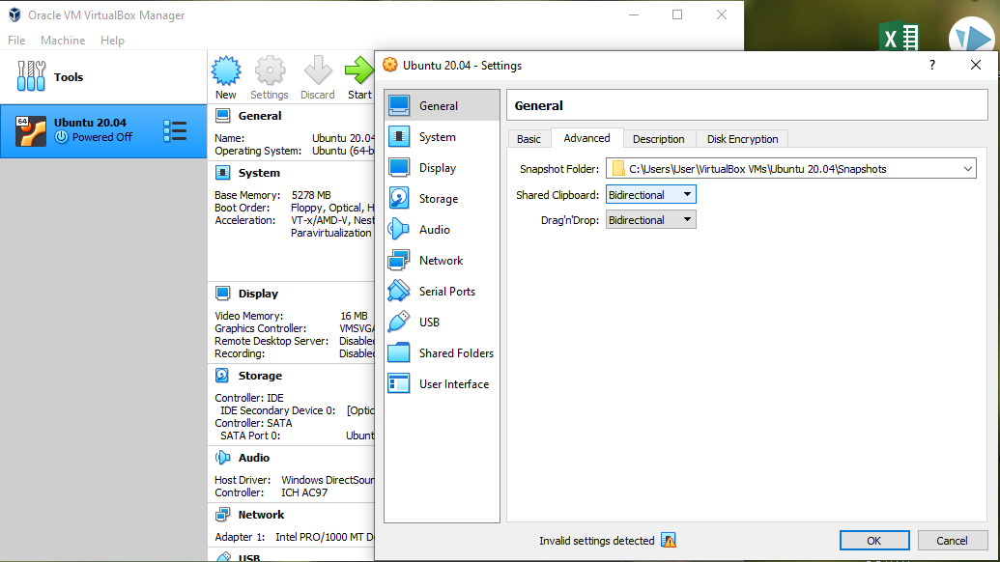 Oracle VM VirtualBox Manager
File Machine Help
Tools
New Settings Discard Start
64 Ubuntu 20.04
Powered Off
General
Name: Ubuntu 20.04
Operating System: Ubuntu (64-b
System
Base Memory: 5278 MB
Boot Order: Floppy, Optical, H
Acceleration: VT-x/AMD-V, Nest
Paravirtualization
Display
Video Memory: 16 MB
Graphics Controller: VMSVGA
Remote Desktop Server: Disabled
Recording: Disabled
Storage
Controller: IDE
IDE Secondary Device 0: [Optic
Controller: SATA
SATA Port 0: Ubunt
Audio
Host Driver: Windows DirectSoun
Controller: ICH AC97
Network
Adapter 1: Intel PRO/1000 MT De
USB
Ubuntu 20.04 - Settings ?
General
System
Display
Storage
Audio
Network
Serial Ports
USB
Shared Folders
User Interface
General
Basic Advanced Description Disk Encryption
Snapshot Folder: C:\Users\User\VirtualBox VMs\Ubuntu 20.04\Snapshots
Shared Clipboard: Bidirectional
Drag'n'Drop: Bidirectional
Invalid settings detected
OK Cancel